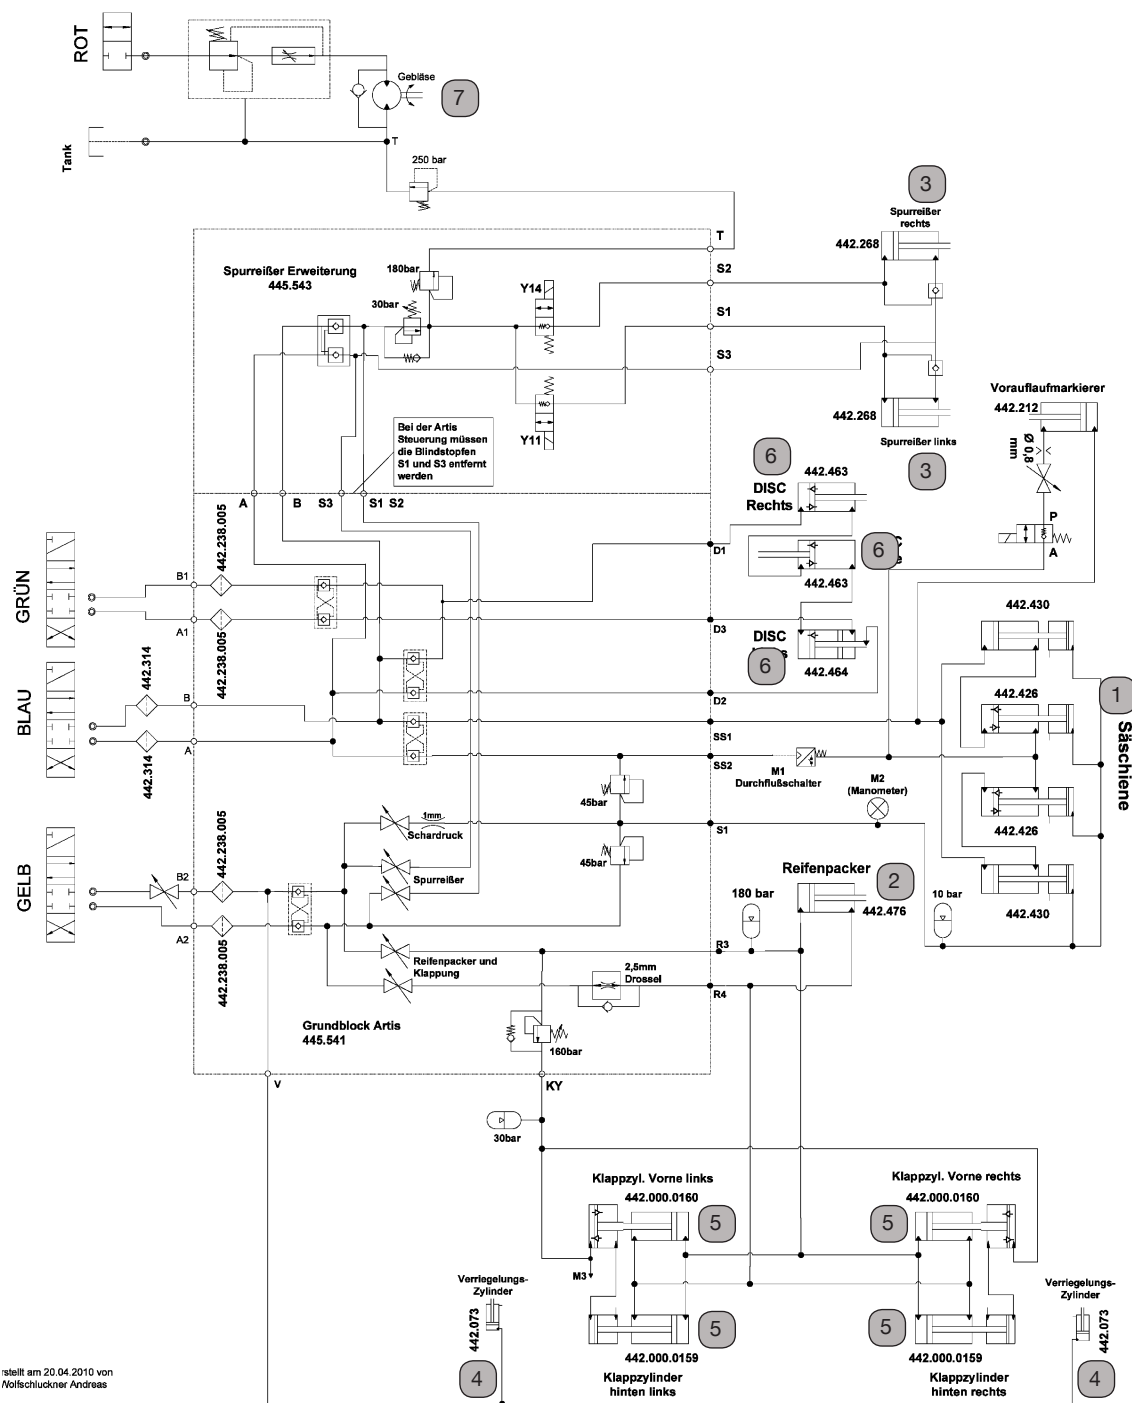 ROT
Gebläse
7
T
Tank
250 bar
3
Spurreißer
rechts
442.268
T
Spurreißer Erweiterung
445.543
180bar
S2
Y14
30bar
S1
S3
Vorauflaufmarkierer
442.212
Ø 0,8
mm
442.268
Spurreißer links
3
Bei der Artis
Steuerung müssen
die Blindstopfen
S1 und S3 entfernt
werden
Y11
6
442.463
DISC
Rechts
A
B
S3
S1
S2
P
A
GRÜN
442.238.005
B1
D1
6
442.463
442.430
A1
442.238.005
D3
DISC
6
442.464
BLAU
442.314
B
D2
442.426
1
Säschiene
A
442.314
SS1
SS2
M1
Durchflußschalter
M2
(Manometer)
45bar
442.426
1mm
Schardruck
S1
GELB
442.238.005
B2
45bar
Spurreißer
Reifenpacker
2
180 bar
442.476
10 bar
442.430
A2
442.238.005
Reifenpacker und
Klappung
R3
2,5mm
Drossel
R4
Grundblock Artis
445.541
160bar
V
KY
30bar
Klappzyl. Vorne links
442.000.0160
5
Klappzyl. Vorne rechts
442.000.0160
5
M3
Verriegelungs-
Zylinder
442.073
4
5
442.000.0159
Klappzylinder
hinten links
5
442.000.0159
Klappzylinder
hinten rechts
Verriegelungs-
Zylinder
442.073
4
stellt am 20.04.2010 von
Wolfschluckner Andreas